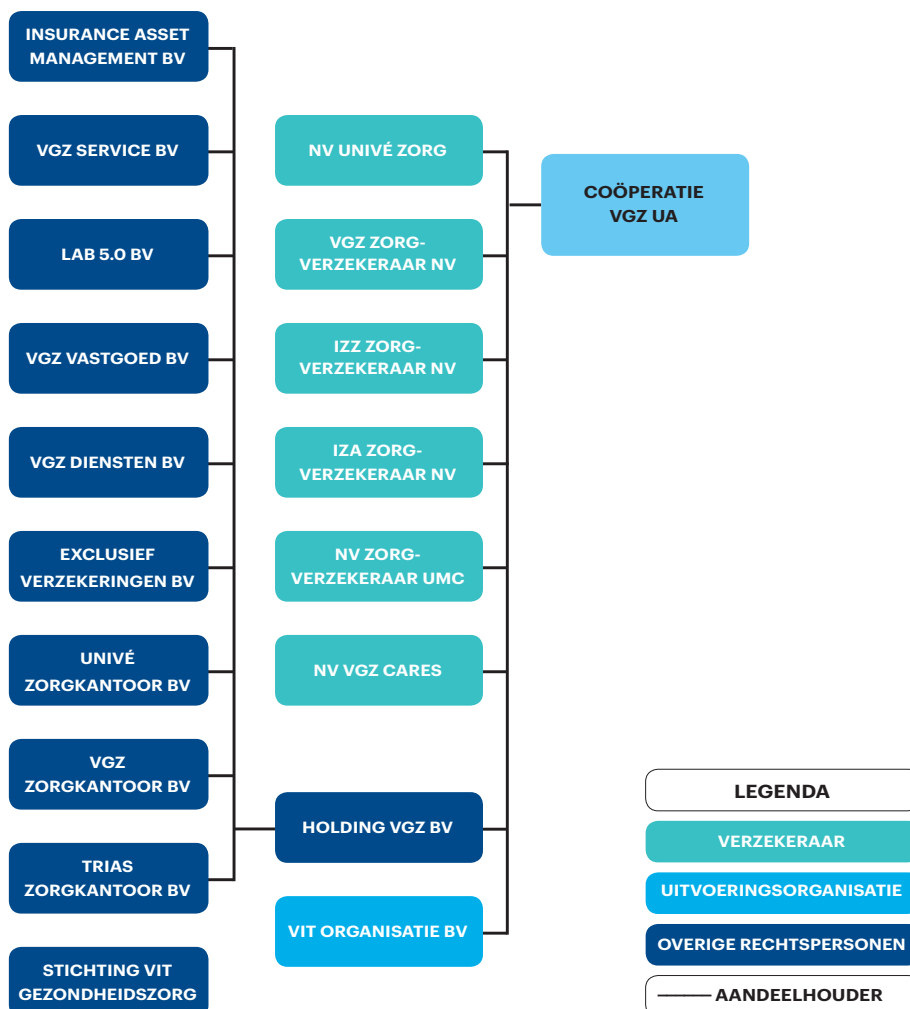 INSURANCE ASSET
MANAGEMENT BV
VGZ SERVICE BV
LAB 5.0 BV
VGZ VASTGOED BV
VGZ DIENSTEN BV
EXCLUSIEF
VERZEKERINGEN BV
UNIVÉ
ZORGKANTOOR BV
VGZ
ZORGKANTOOR BV
TRIAS
ZORGKANTOOR BV
STICHTING VIT
GEZONDHEIDSZORG
NV UNIVÉ ZORG
VGZ ZORG-
VERZEKERAAR NV
IZZ ZORG-
VERZEKERAAR NV
IZA ZORG-
VERZEKERAAR NV
NV ZORG-
VERZEKERAAR UMC
NV VGZ CARES
HOLDING VGZ BV
VIT ORGANISATIE BV
COÖPERATIE
VGZ UA
LEGENDA
VERZEKERAAR
UITVOERINGSORGANISATIE
OVERIGE RECHTSPERSONEN
AANDEELHOUDER